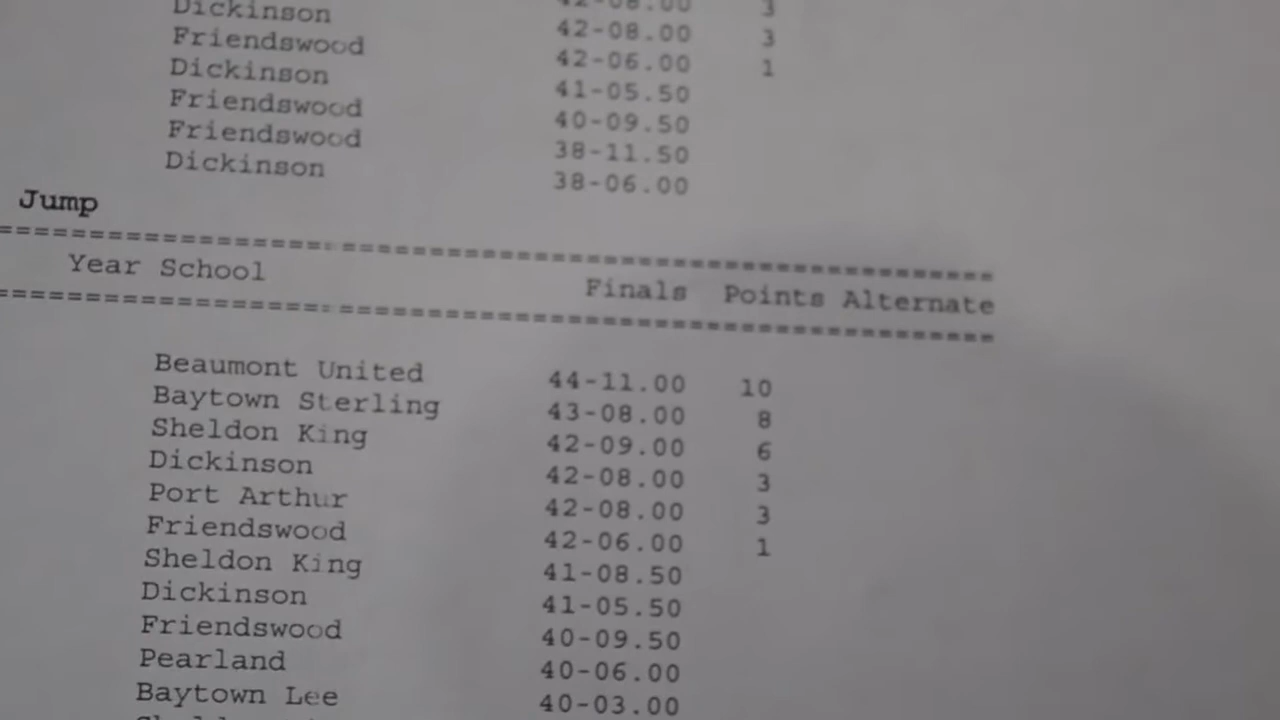 Dickinson 42-08.00 3
Friendswood 42-08.00 3
Dickinson 42-06.00 1
Friendswood 41-05.50
Friendswood 40-09.50
Dickinson 38-11.50
38-06.00
Jump
================================================
Year School Finals Points Alternate
================================================
Beaumont United 44-11.00 10
Baytown Sterling 43-08.00 8
Sheldon King 42-09.00 6
Dickinson 42-08.00 3
Port Arthur 42-08.00 3
Friendswood 42-06.00 1
Sheldon King 41-08.50
Dickinson 41-05.50
Friendswood 40-09.50
Pearland 40-06.00
Baytown Lee 40-03.00